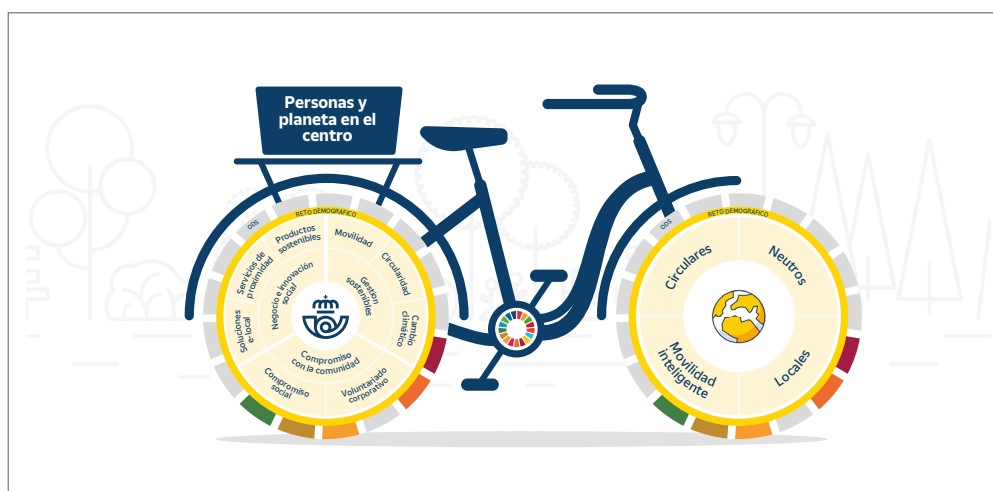 Personas y
planeta en el
centro
RETO DEMOGRÁFICO
ODS
Productos
sostenibles
Movilidad
Servicios de
proximidad
Circularidad
Negocio e innovación
social
Gestión
sostenibles
Soluciones
e-local
Cambio
climático
Compromiso
con la comunidad
Compromiso
social
Voluntariado
corporativo
RETO DEMOGRÁFICO
ODS
Circulares
Neutros
Movilidad
inteligente
Locales